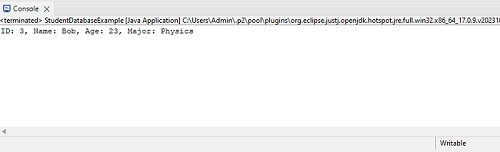 Console
<terminated> StudentDatabaseExample [Java Application] C:\Users\Admin\.p2\pool\plugins\org.eclipse.justj.openjdk.hotspot.jre.full.win32.x86_64_17.0.9.v202310
ID: 3, Name: Bob, Age: 23, Major: Physics
Writable